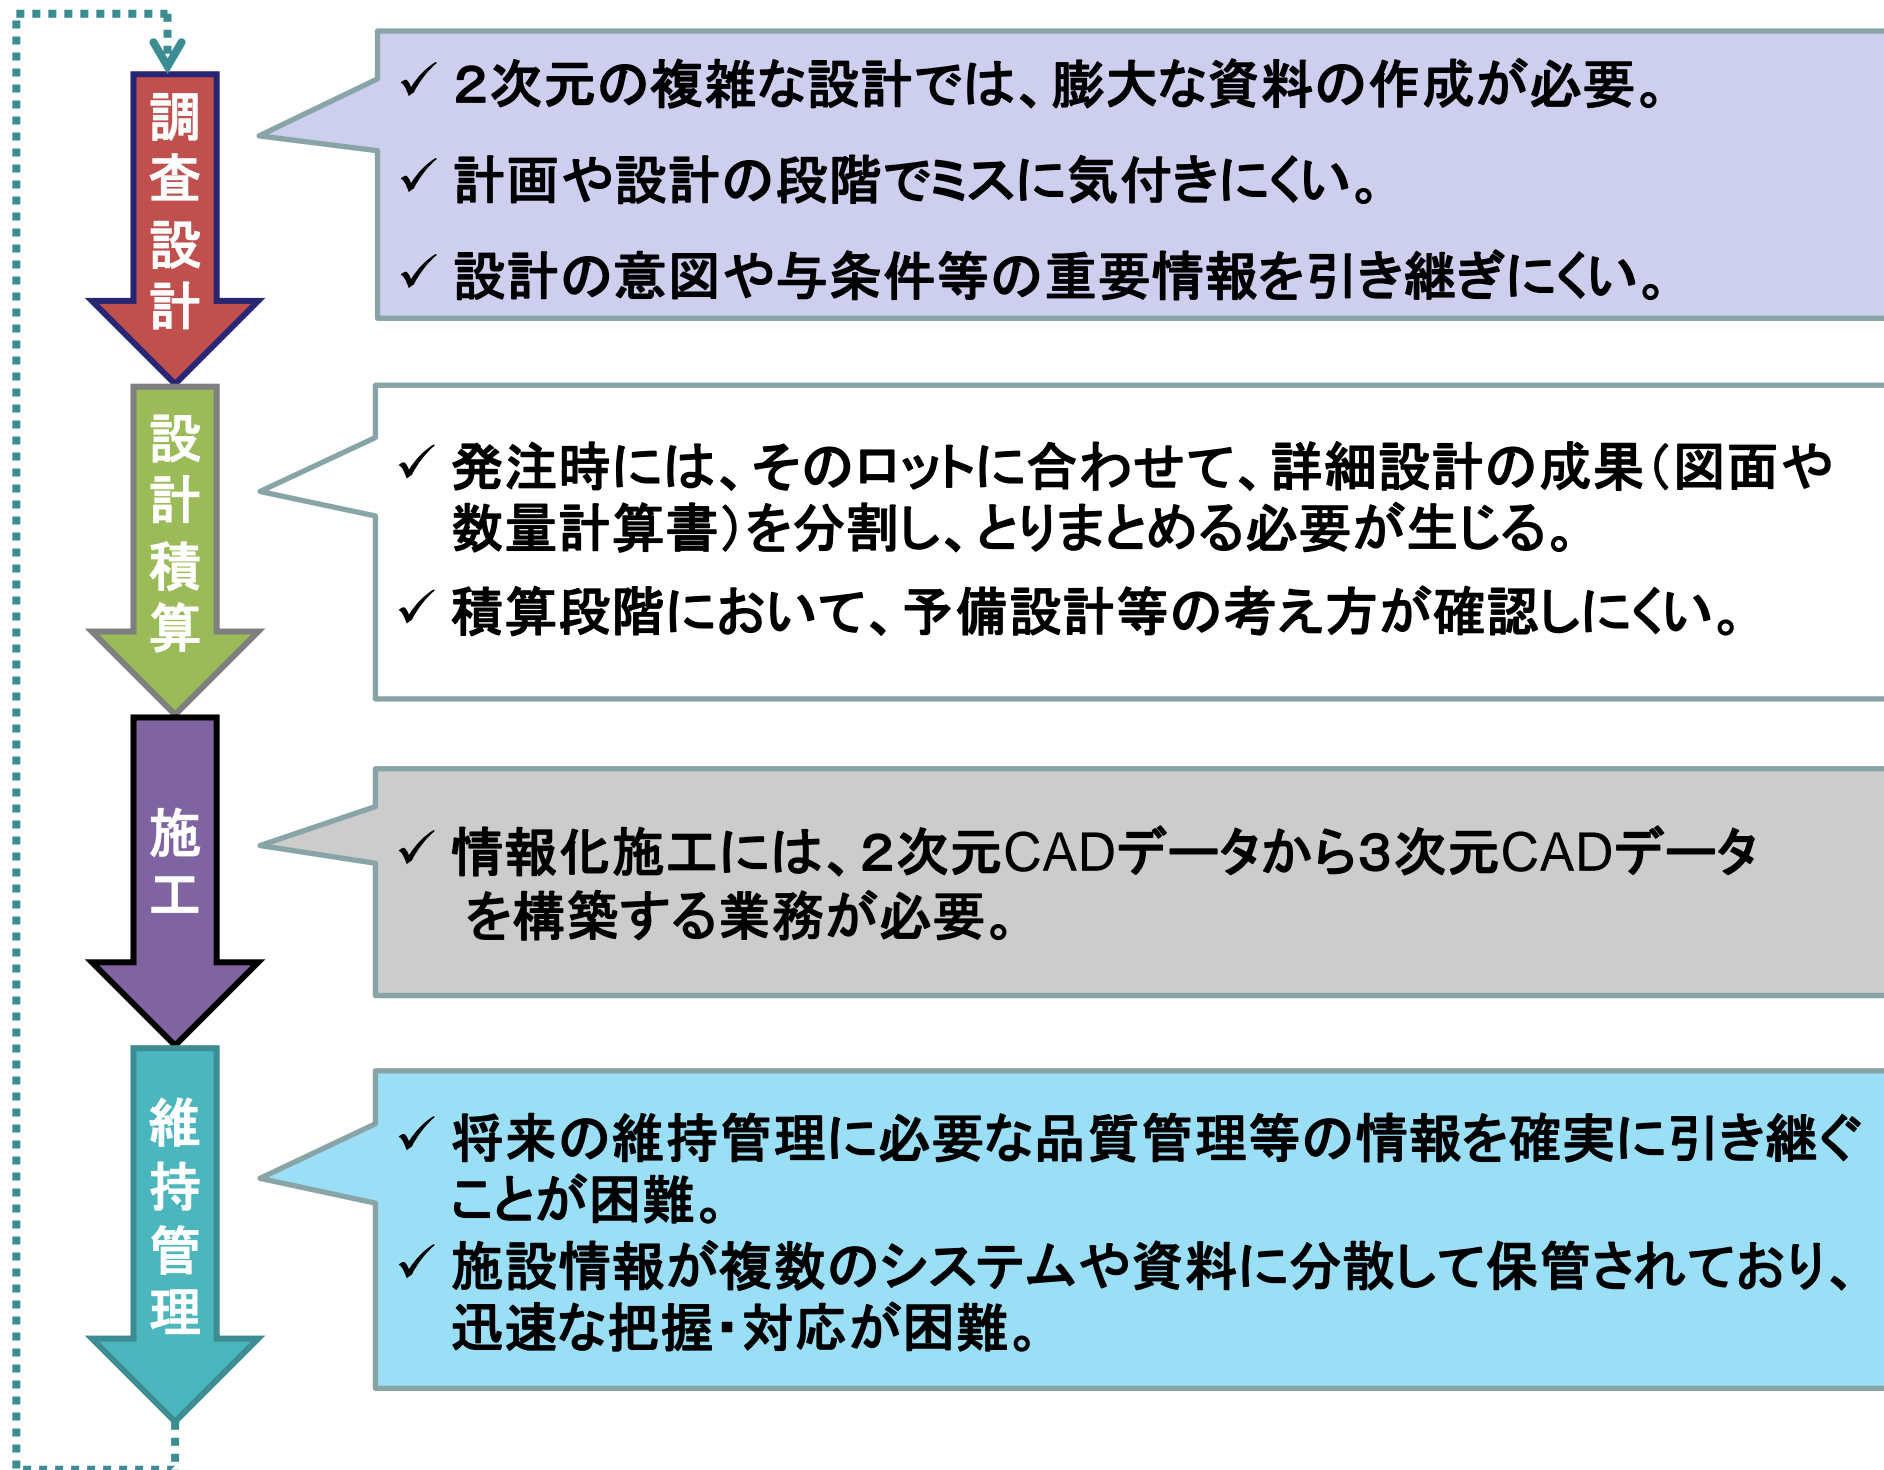 調査設計
✓ 2次元の複雑な設計では、膨大な資料の作成が必要。
✓ 計画や設計の段階でミスに気付きにくい。
✓ 設計の意図や与条件等の重要情報を引き継ぎにくい。
設計積算
✓ 発注時には、そのロットに合わせて、詳細設計の成果(図面や
数量計算書)を分割し、とりまとめる必要が生じる。
✓ 積算段階において、予備設計等の考え方が確認しにくい。
施工
✓ 情報化施工には、2次元CADデータから3次元CADデータ
を構築する業務が必要。
維持管理
✓ 将来の維持管理に必要な品質管理等の情報を確実に引き継ぐ
ことが困難。
✓ 施設情報が複数のシステムや資料に分散して保管されており、
迅速な把握・対応が困難。